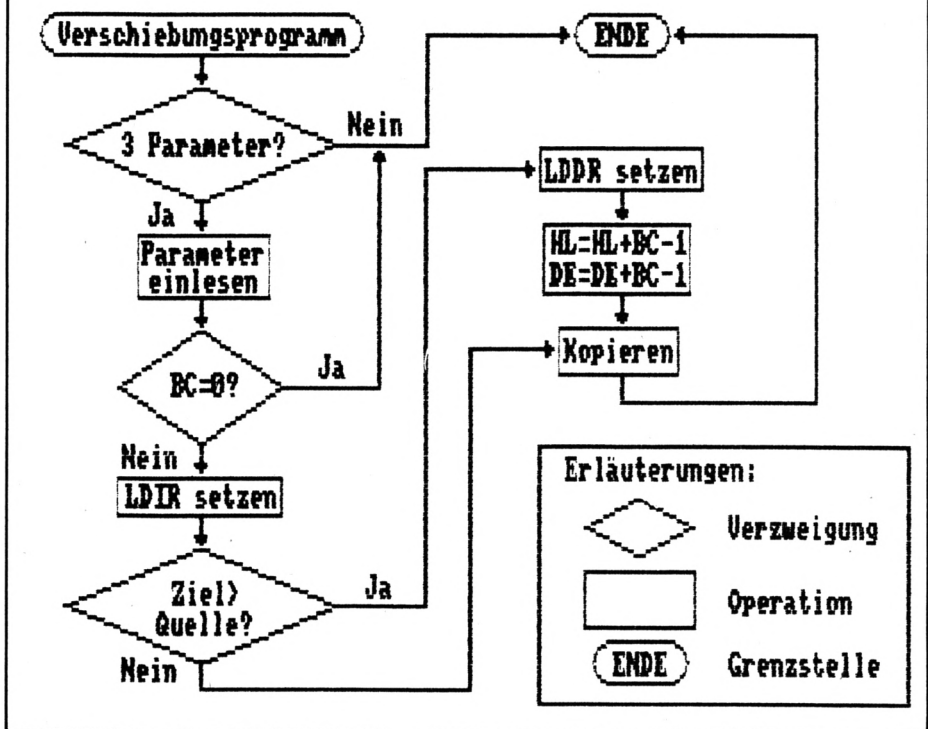 Verschiebungsprogramm
ENDE
3 Parameter?
Nein
Ja
Parameter
einlesen
BC=0?
Ja
Nein
LDIR setzen
Ziel>
Quelle?
Ja
Nein
LDDR setzen
HL=HL+BC-1
DE=DE+BC-1
Kopieren
Erläuterungen:
Verzweigung
Operation
ENDE
Grenzstelle